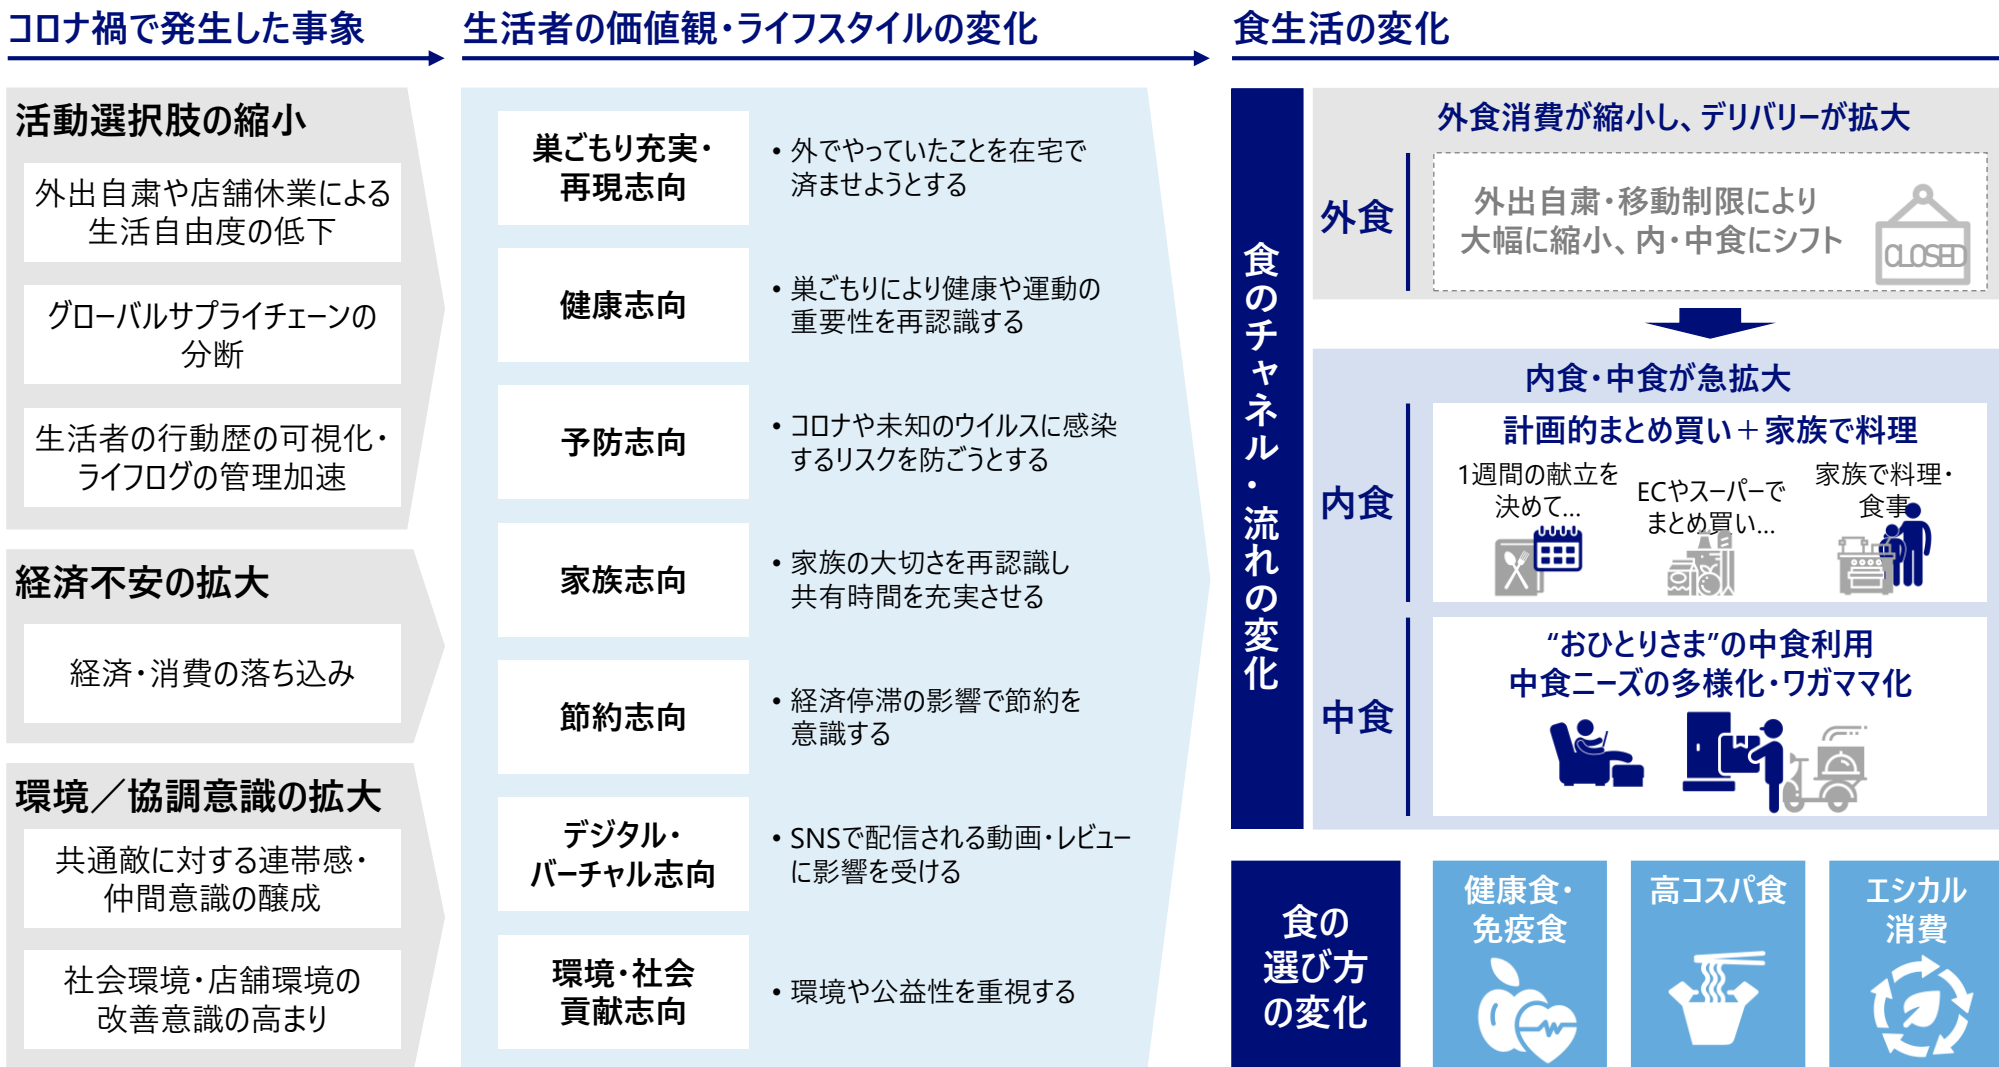 コロナ禍で発生した事象
生活者の価値観・ライフスタイルの変化
食生活の変化
活動選択肢の縮小
外出自粛や店舗休業による
生活自由度の低下
グローバルサプライチェーンの
分断
生活者の行動歴の可視化・
ライフログの管理加速
経済不安の拡大
経済・消費の落ち込み
環境／協調意識の拡大
共通敵に対する連帯感・
仲間意識の醸成
社会環境・店舗環境の
改善意識の高まり
巣ごもり充実・
再現志向
• 外でやっていたことを在宅で
済ませようとする
健康志向
• 巣ごもりにより健康や運動の
重要性を再認識する
予防志向
• コロナや未知のウイルスに感染
するリスクを防ごうとする
家族志向
• 家族の大切さを再認識し
共有時間を充実させる
節約志向
• 経済停滞の影響で節約を
意識する
デジタル・
バーチャル志向
• SNSで配信される動画・レビュー
に影響を受ける
環境・社会
貢献志向
• 環境や公益性を重視する
食のチャネル・流れの変化
外食消費が縮小し、デリバリーが拡大
外食
外出自粛・移動制限により
大幅に縮小、内・中食にシフト
CLOSED
内食・中食が急拡大
内食
計画的まとめ買い＋家族で料理
1週間の献立を
決めて…
ECやスーパーで
まとめ買い…
家族で料理・
食事
中食
“おひとりさま”の中食利用
中食ニーズの多様化・ワガママ化
食の
選び方
の変化
健康食・
免疫食
高コスパ食
エシカル
消費